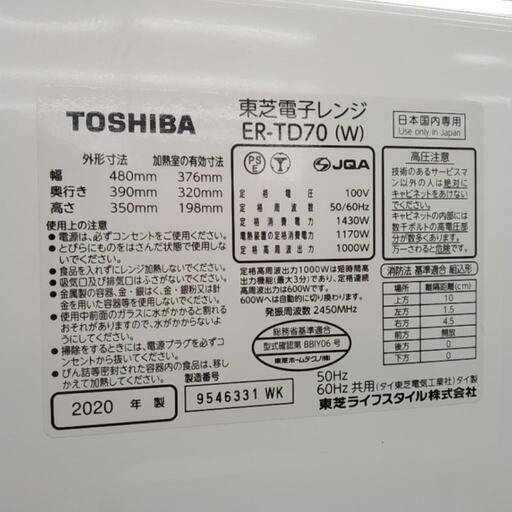 TOSHIBA
東芝電子レンジ
ER-TD70 (W)
日本国内専用
Use only in Japan
外形寸法 加熱室の有効寸法
幅 480mm 376mm
奥行き 390mm 320mm
高さ 350mm 198mm
使用上の注意
● 電源は、必ずコンセントをご使用ください。
● とびらにものをはさんだ状態で使用しないでください。
● 食品を入れずにレンジ加熱しないでください。
● 吸気口及び排気口はふさがないでください。
● 金属製の容器、金・銀はく、金・銀粉又は針金を用いた容器等を使用しないでください。
● 使用中前面のガラスに水がかかると割れるおそれがありますので、水がかからないようにしてください。
● 掃除をするときには、電源プラグを必ずコンセントから抜いてください。
● びん詰等密封された容器内の食品は、移してから加熱してください。
2020 年 製
PS
E
JQA
定格電圧 100V
定格周波数 50/60Hz
定格消費電力 1430W
電熱装置の定格消費電力 1170W
定格高周波出力 1000W
定格高周波出力1000Wは短時間高
出力機能(最大3分)であり、定格連続
高周波出力は600Wです。
600Wへは自動的に切り換わります。
発振周波数 2450MHz
総務省基準適合
型式確認第 BBIY06 号
東芝ホームテクノ(株)
製造番号 9546331 WK
高圧注意
技術のあるサービスマ
ン以外の人は絶対に
キャビネットをあけない
でください。
キャビネットの内部には
数千ボルトの高電圧部
分が数多くあります。
万一さわると危険です。
消防法 基準適合 組込形
場所 離隔距離(cm)
上方 10
左方 1.5
右方 4.5
前方 開放
後方 0
下方 0
50Hz
60Hz 共用 (タイ東芝電気工業社) タイ製
東芝ライフスタイル株式会社